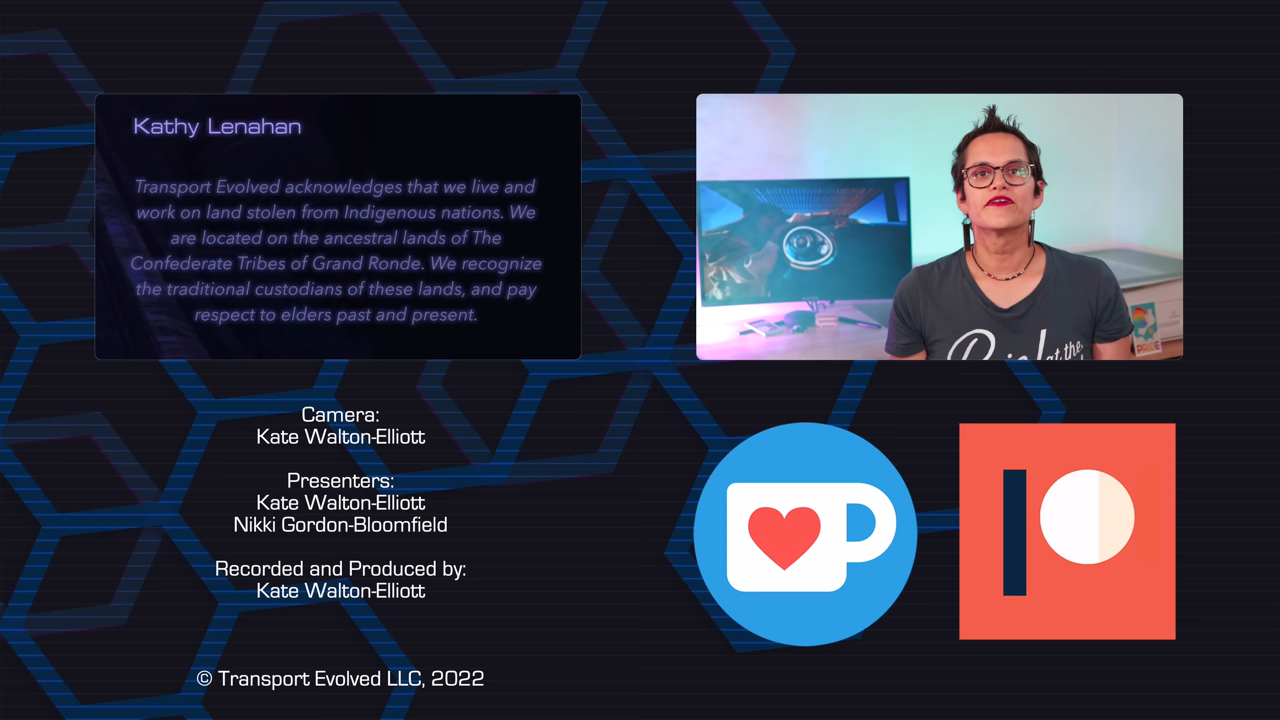 Kathy Lenahan
Transport Evolved acknowledges that we live and
work on land stolen from Indigenous nations. We
are located on the ancestral lands of The
Confederate Tribes of Grand Ronde. We recognize
the traditional custodians of these lands, and pay
respect to elders past and present.
at the
PRIDE
Camera:
Kate Walton-Elliott
Presenters:
Kate Walton-Elliott
Nikki Gordon-Bloomfield
Recorded and Produced by:
Kate Walton-Elliott
© Transport Evolved LLC, 2022